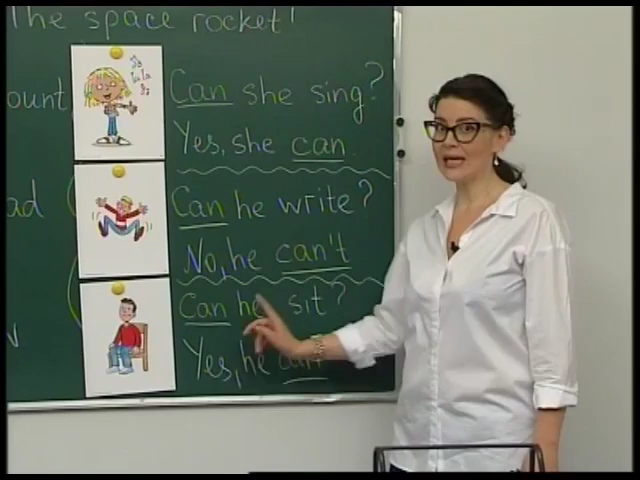 The space rocket!
ount
La La
Can she sing?
Yes, she can.
ad
Can he write?
No, he can't
Can he sit?
Yes, he can